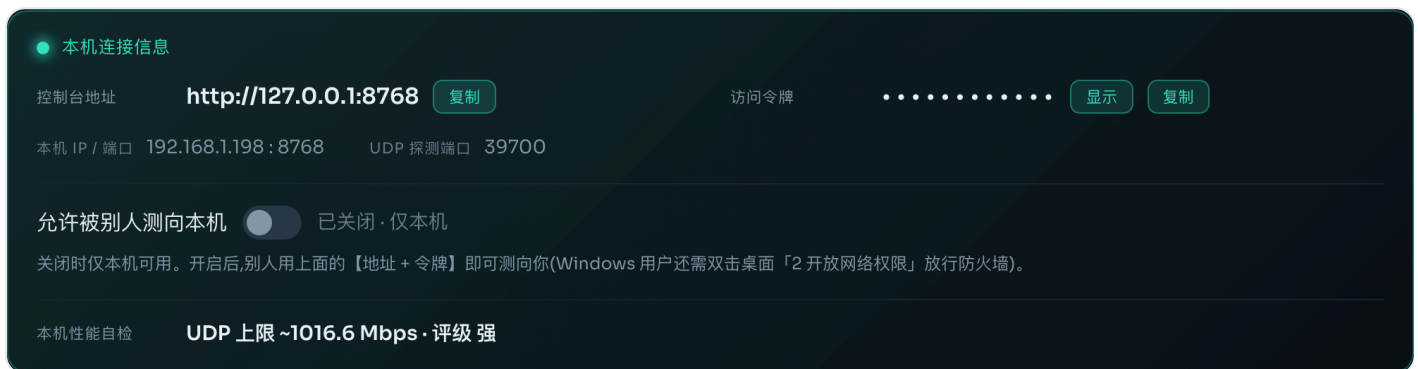 本机连接信息
控制台地址 http://127.0.0.1:8768 复制 访问令牌 •••••••••••• 显示 复制
本机 IP / 端口 192.168.1.198 : 8768 UDP 探测端口 39700
允许被别人测向本机 已关闭 · 仅本机
关闭时仅本机可用。开启后,别人用上面的【地址 + 令牌】即可测向你(Windows 用户还需双击桌面「2 开放网络权限」放行防火墙)。
本机性能自检 UDP 上限 ~1016.6 Mbps · 评级 强